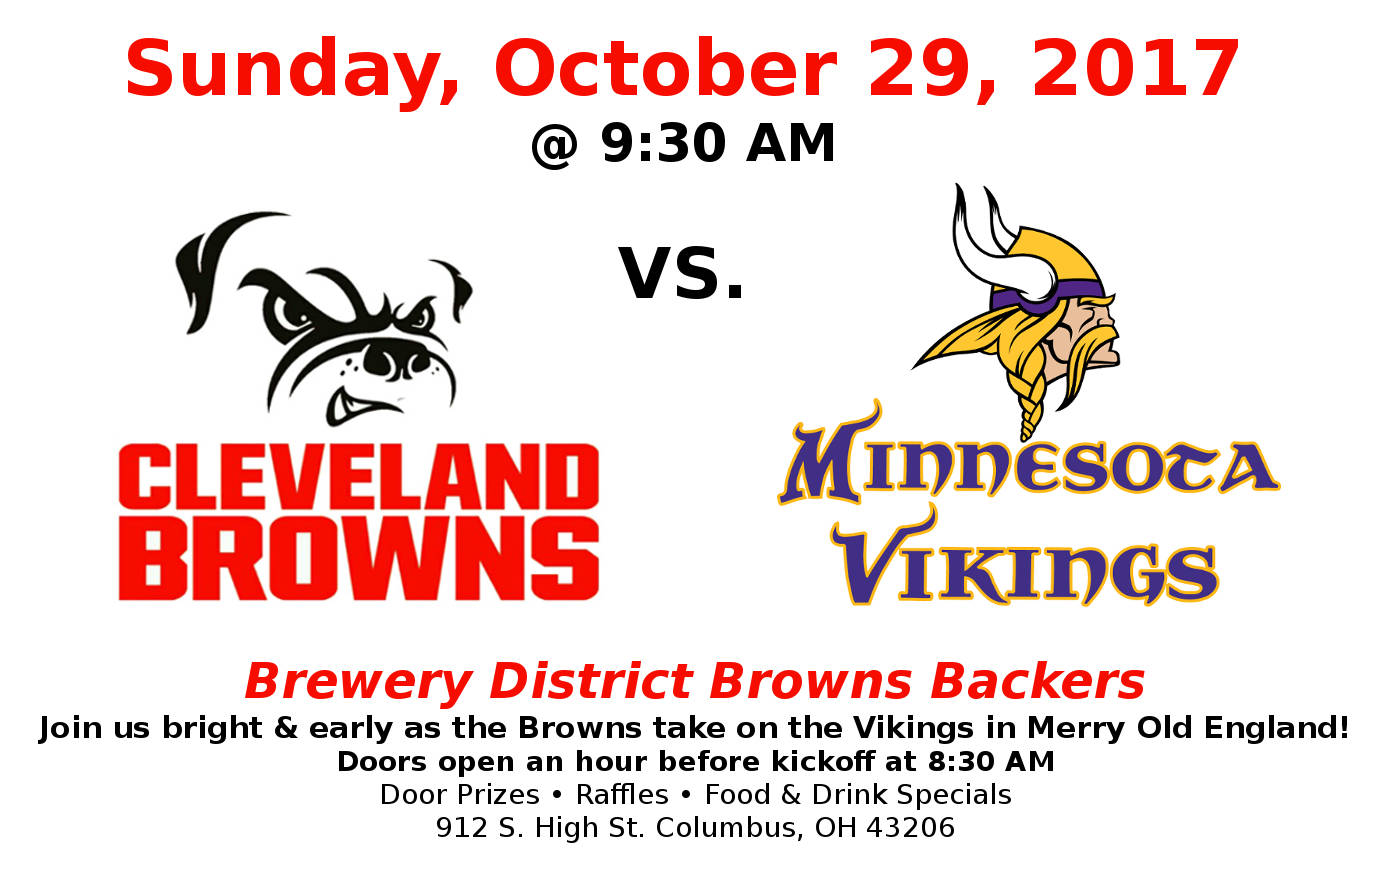 Sunday, October 29, 2017
@ 9:30 AM
VS.
CLEVELAND
BROWNS
MINNESOTA
VIKINGS
Brewery District Browns Backers
Join us bright & early as the Browns take on the Vikings in Merry Old England!
Doors open an hour before kickoff at 8:30 AM
Door Prizes • Raffles • Food & Drink Specials
912 S. High St. Columbus, OH 43206